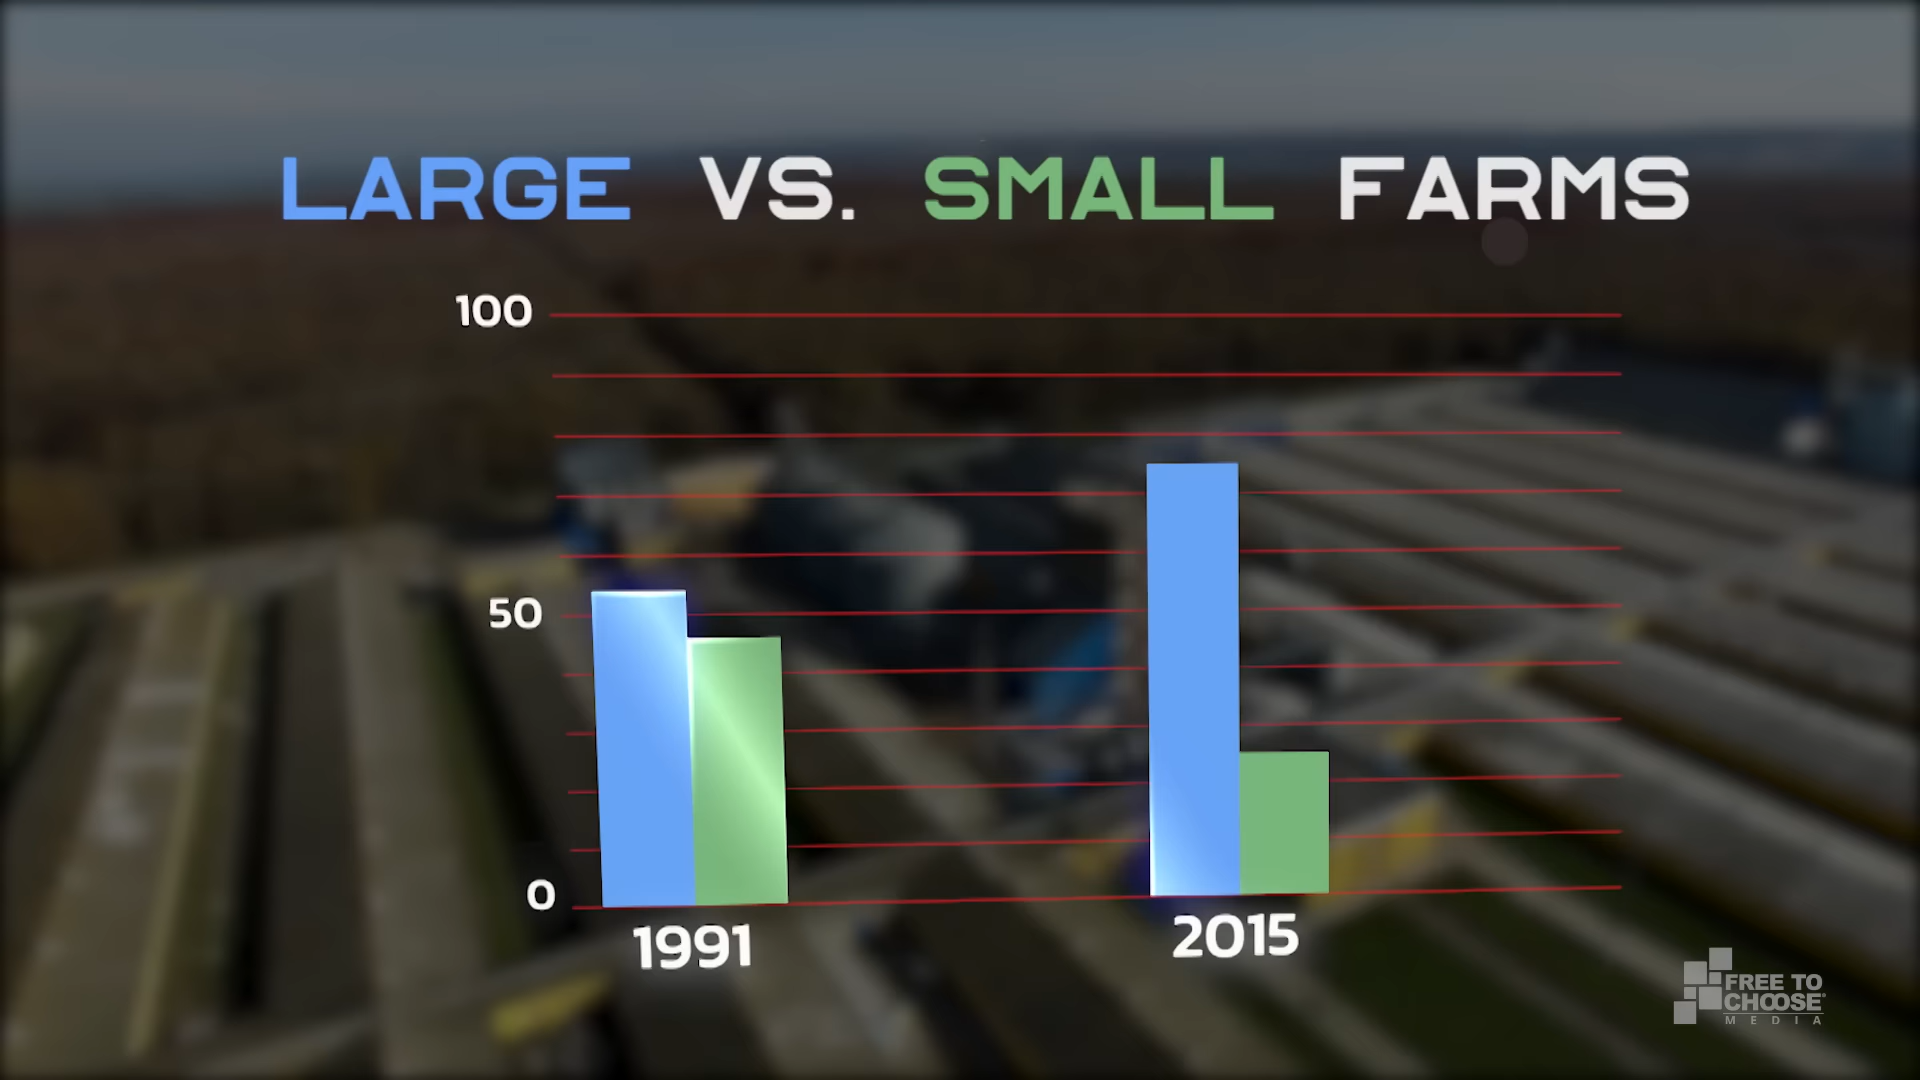 LARGE VS. SMALL FARMS
100
50
0
1991
2015
FREE TO
CHOOSE®
MEDIA